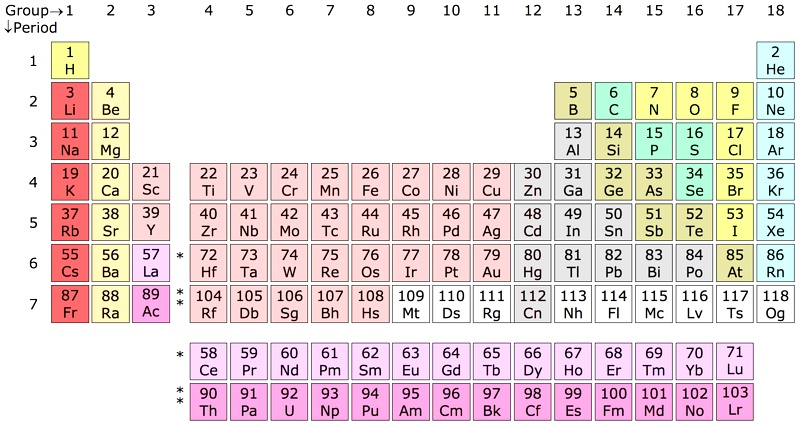 Group→ 1 2 3 4 5 6 7 8 9 10 11 12 13 14 15 16 17 18
↓Period
1 2
1 H He
3 4 5 6 7 8 9 10
2 Li Be B C N O F Ne
11 12 13 14 15 16 17 18
3 Na Mg Al Si P S Cl Ar
19 20 21 22 23 24 25 26 27 28 29 30 31 32 33 34 35 36
4 K Ca Sc Ti V Cr Mn Fe Co Ni Cu Zn Ga Ge As Se Br Kr
37 38 39 40 41 42 43 44 45 46 47 48 49 50 51 52 53 54
5 Rb Sr Y Zr Nb Mo Tc Ru Rh Pd Ag Cd In Sn Sb Te I Xe
55 56 57 * 72 73 74 75 76 77 78 79 80 81 82 83 84 85 86
6 Cs Ba La Hf Ta W Re Os Ir Pt Au Hg Tl Pb Bi Po At Rn
87 88 89 * 104 105 106 107 108 109 110 111 112 113 114 115 116 117 118
7 Fr Ra Ac * Rf Db Sg Bh Hs Mt Ds Rg Cn Nh Fl Mc Lv Ts Og
* 58 59 60 61 62 63 64 65 66 67 68 69 70 71
Ce Pr Nd Pm Sm Eu Gd Tb Dy Ho Er Tm Yb Lu
* 90 91 92 93 94 95 96 97 98 99 100 101 102 103
* Th Pa U Np Pu Am Cm Bk Cf Es Fm Md No Lr